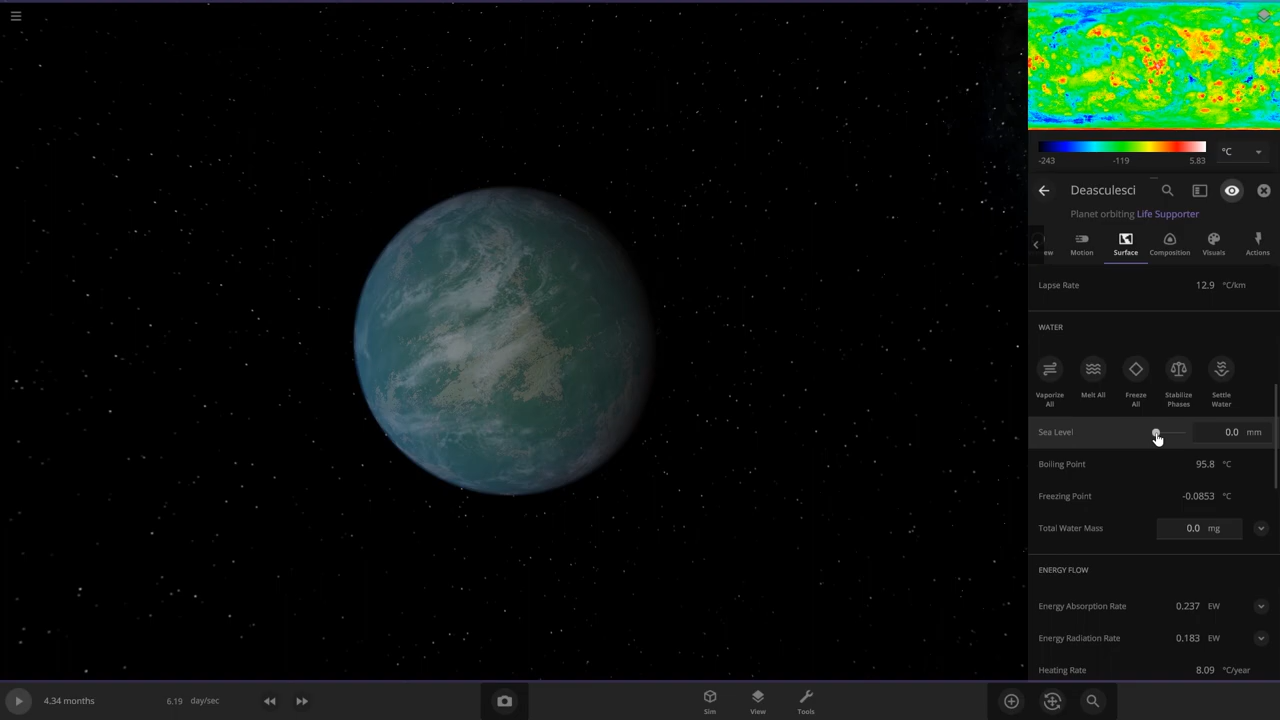 -243
-119
5.83
°C
Deasculesci
Planet orbiting Life Supporter
ew
Motion
Surface
Composition
Visuals
Actions
Lapse Rate 12.9 °C/km
WATER
Vaporize All
Melt All
Freeze All
Stabilize Phases
Settle Water
Sea Level 0.0 mm
Boiling Point 95.8 °C
Freezing Point -0.0853 °C
Total Water Mass 0.0 mg
ENERGY FLOW
Energy Absorption Rate 0.237 EW
Energy Radiation Rate 0.183 EW
Heating Rate 8.09 °C/year
4.34 months
6.19 day/sec
Sim
View
Tools